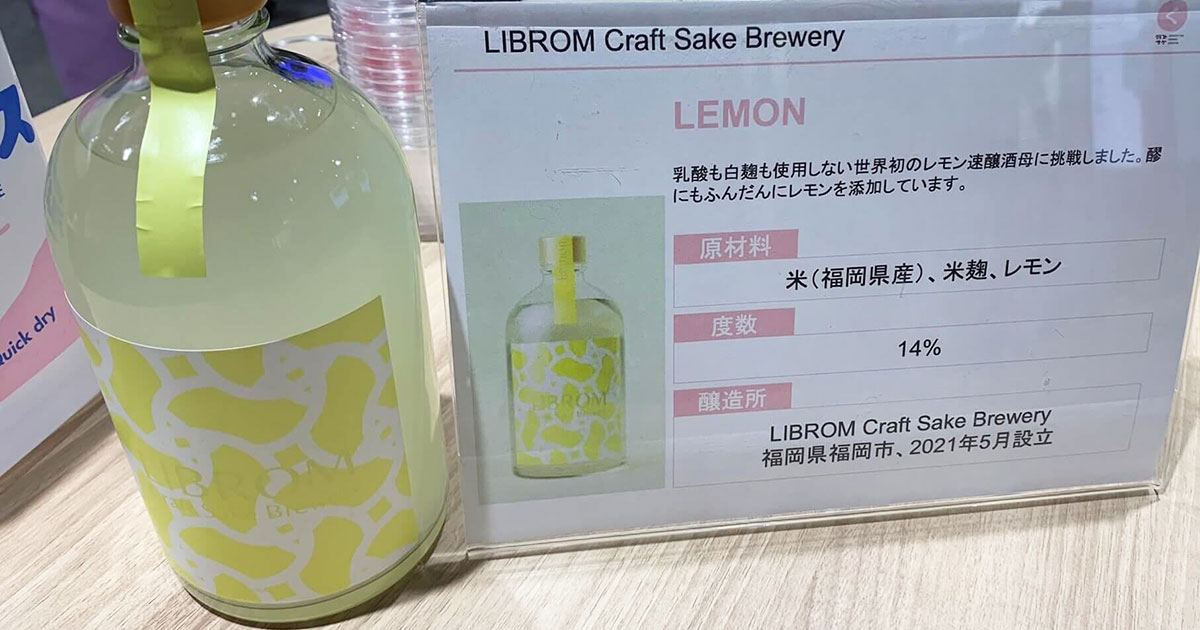 LIBROM Craft Sake Brewery
LEMON
乳酸も白麹も使用しない世界初のレモン速醸酒母に挑戦しました。醪
にもふんだんにレモンを添加しています。
原材料
米(福岡県産)、米麹、レモン
度数
14%
醸造所
LIBROM Craft Sake Brewery
福岡県福岡市、2021年5月設立
LIBROM
LIBROM
ス
Quick dry